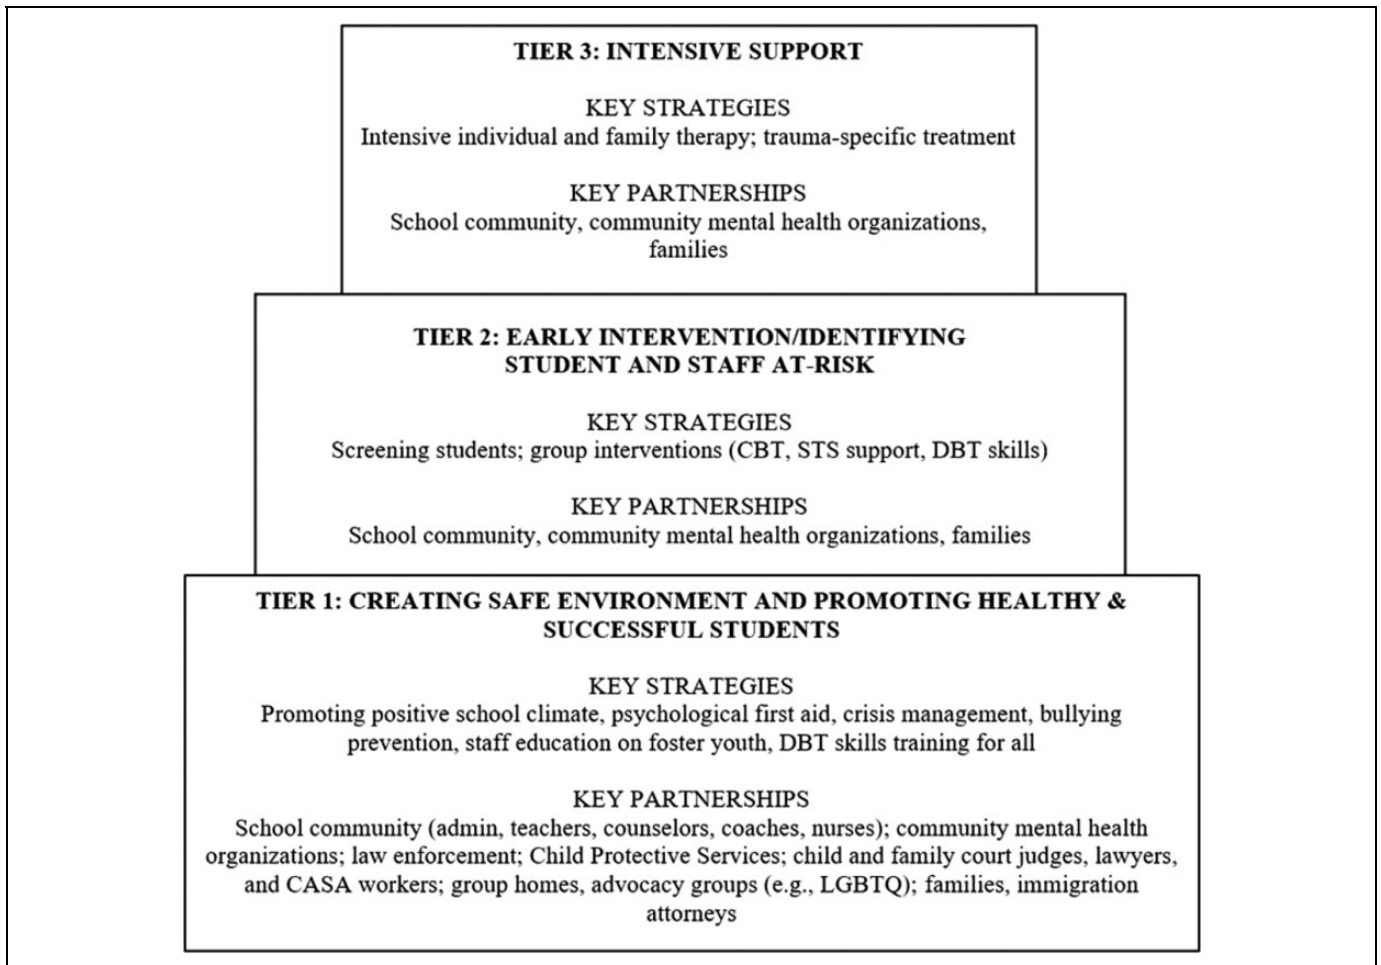 TIER 3: INTENSIVE SUPPORT
KEY STRATEGIES
Intensive individual and family therapy; trauma-specific treatment
KEY PARTNERSHIPS
School community, community mental health organizations,
families
TIER 2: EARLY INTERVENTION/IDENTIFYING
STUDENT AND STAFF AT-RISK
KEY STRATEGIES
Screening students; group interventions (CBT, STS support, DBT skills)
KEY PARTNERSHIPS
School community, community mental health organizations, families
TIER 1: CREATING SAFE ENVIRONMENT AND PROMOTING HEALTHY &
SUCCESSFUL STUDENTS
KEY STRATEGIES
Promoting positive school climate, psychological first aid, crisis management, bullying
prevention, staff education on foster youth, DBT skills training for all
KEY PARTNERSHIPS
School community (admin, teachers, counselors, coaches, nurses); community mental health
organizations; law enforcement; Child Protective Services; child and family court judges, lawyers,
and CASA workers; group homes, advocacy groups (e.g., LGBTQ); families, immigration
attorneys